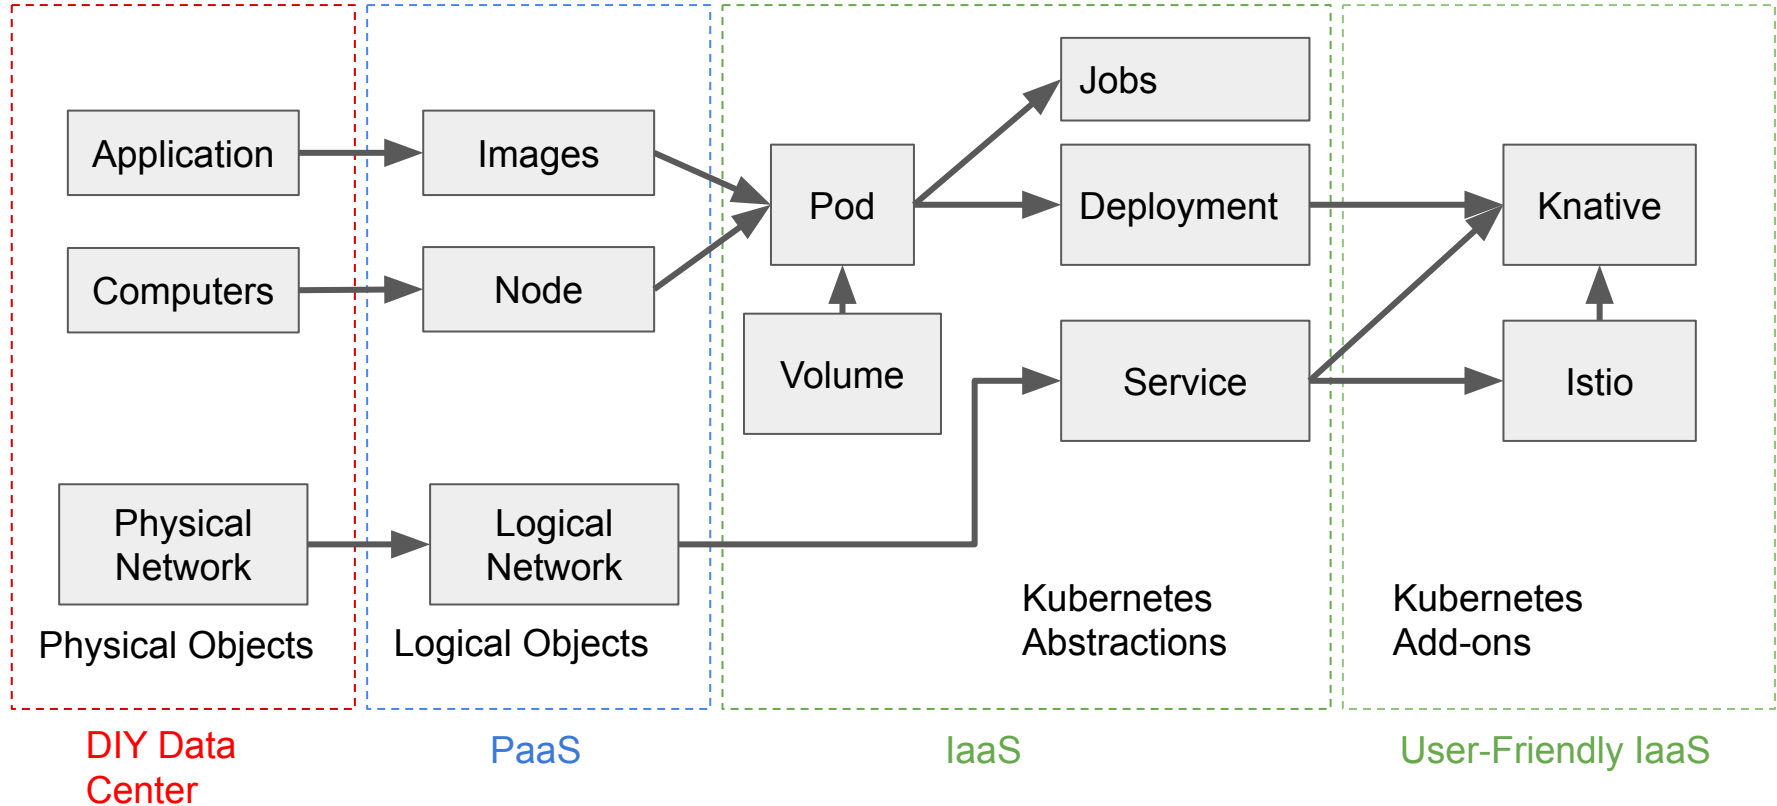 Application
Computers
Physical
Network
Physical Objects
DIY Data
Center
Images
Node
Logical
Network
Logical Objects
PaaS
Pod
Volume
Jobs
Deployment
Service
Kubernetes
Abstractions
IaaS
Knative
Istio
Kubernetes
Add-ons
User-Friendly IaaS